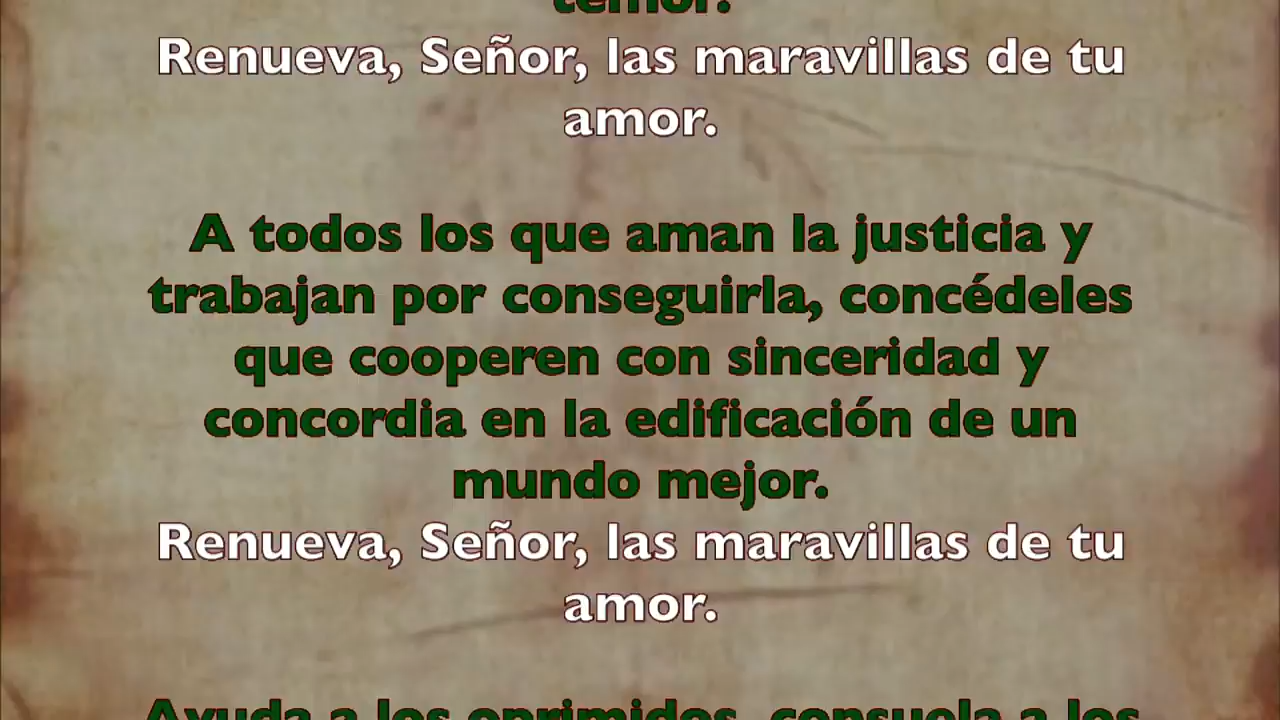 temor.
Renueva, Señor, las maravillas de tu
amor.
A todos los que aman la justicia y
trabajan por conseguirla, concédeles
que cooperen con sinceridad y
concordia en la edificación de un
mundo mejor.
Renueva, Señor, las maravillas de tu
amor.
Ayuda a los oprimidos, consuela a los